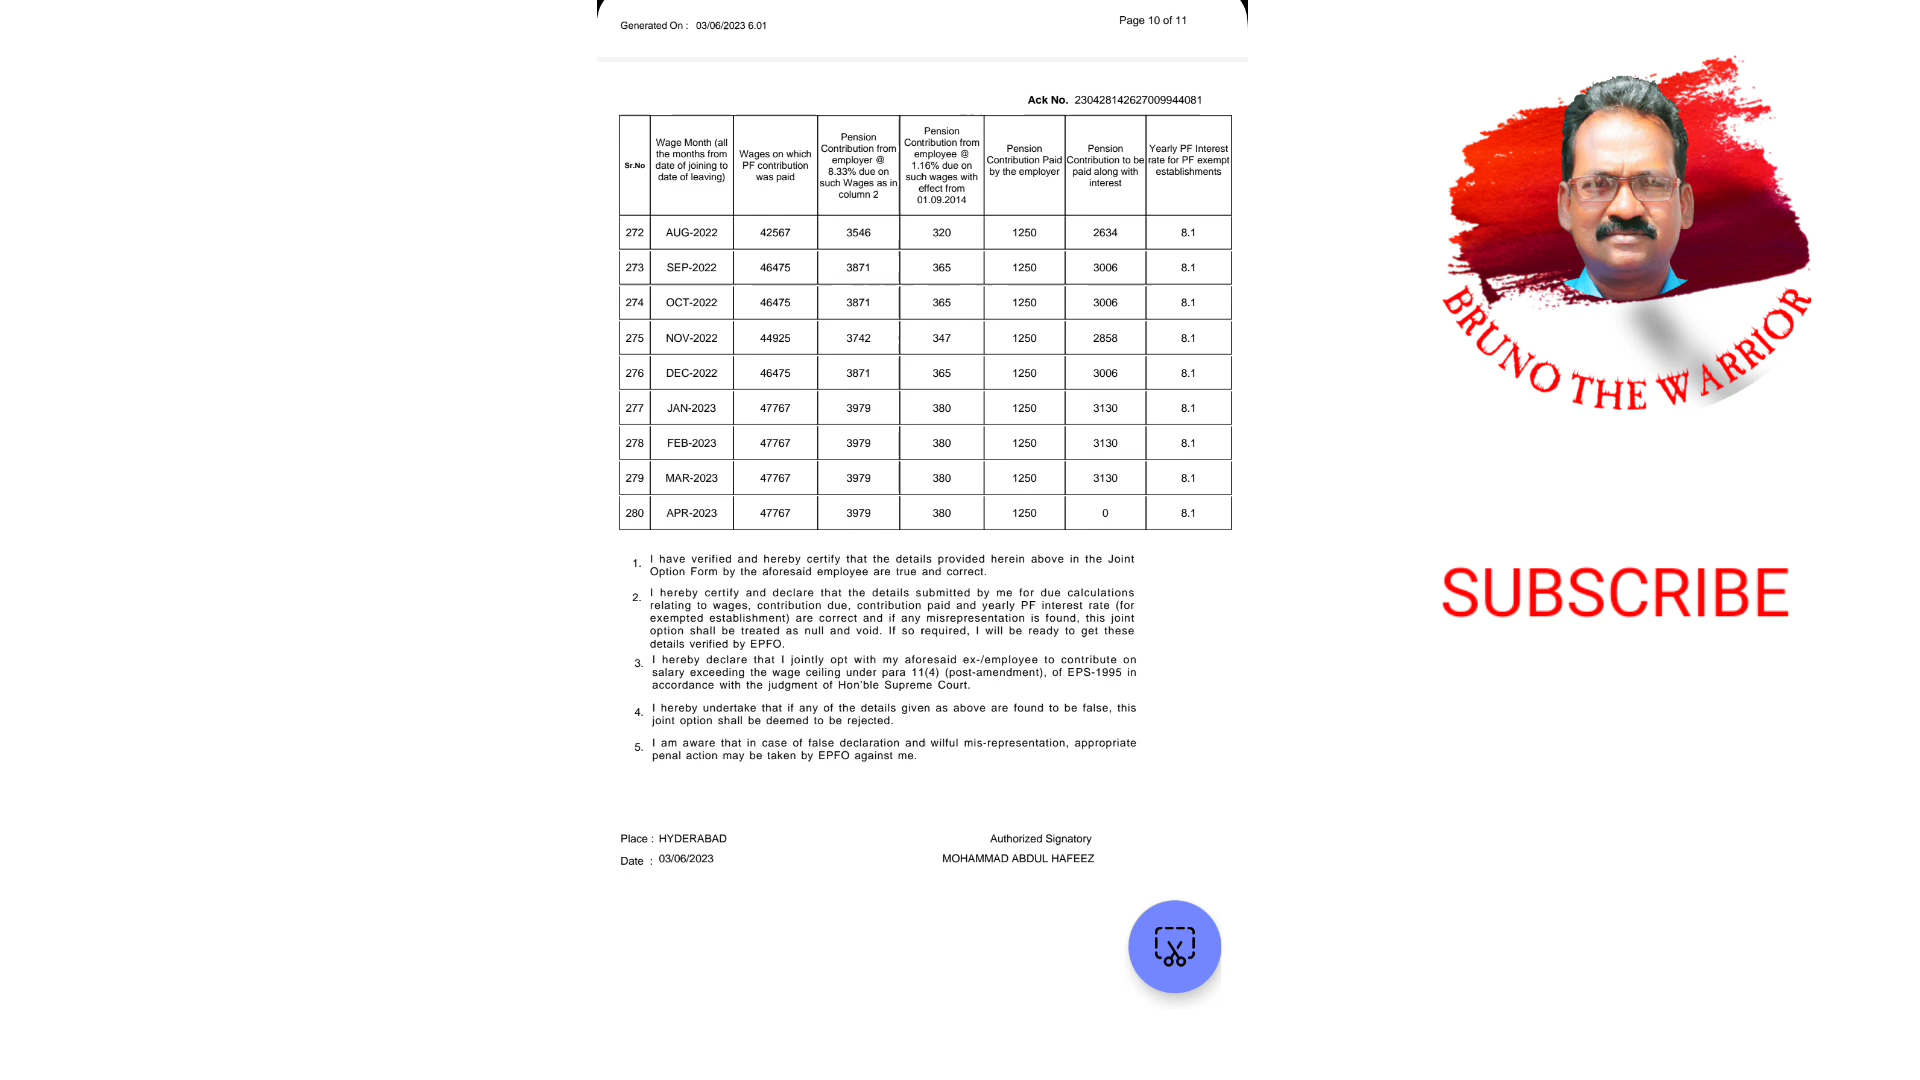 Generated On : 03/06/2023 6.01
Page 10 of 11
Ack No. 230428142627009944081
Sr.No
Wage Month (all
the months from
date of joining to
date of leaving)
Wages on which
PF contribution
was paid
Pension
Contribution from
employer @
8.33% due on
such Wages as in
column 2
Pension
Contribution from
employee @
1.16% due on
such wages with
effect from
01.09.2014
Pension
Contribution Paid
by the employer
Pension
Contribution to be
paid along with
interest
Yearly PF Interest
rate for PF exempt
establishments
272 AUG-2022 42567 3546 320 1250 2634 8.1
273 SEP-2022 46475 3871 365 1250 3006 8.1
274 OCT-2022 46475 3871 365 1250 3006 8.1
275 NOV-2022 44925 3742 347 1250 2858 8.1
276 DEC-2022 46475 3871 365 1250 3006 8.1
277 JAN-2023 47767 3979 380 1250 3130 8.1
278 FEB-2023 47767 3979 380 1250 3130 8.1
279 MAR-2023 47767 3979 380 1250 3130 8.1
280 APR-2023 47767 3979 380 1250 0 8.1
1. I have verified and hereby certify that the details provided herein above in the Joint
Option Form by the aforesaid employee are true and correct.
2. I hereby certify and declare that the details submitted by me for due calculations
relating to wages, contribution due, contribution paid and yearly PF interest rate (for
exempted establishment) are correct and if any misrepresentation is found, this joint
option shall be treated as null and void. If so required, I will be ready to get these
details verified by EPFO.
3. I hereby declare that I jointly opt with my aforesaid ex-/employee to contribute on
salary exceeding the wage ceiling under para 11(4) (post-amendment), of EPS-1995 in
accordance with the judgment of Hon'ble Supreme Court.
4. I hereby undertake that if any of the details given as above are found to be false, this
joint option shall be deemed to be rejected.
5. I am aware that in case of false declaration and wilful mis-representation, appropriate
penal action may be taken by EPFO against me.
Place : HYDERABAD
Authorized Signatory
Date : 03/06/2023
MOHAMMAD ABDUL HAFEEZ
BRUNO THE WARRIOR
SUBSCRIBE